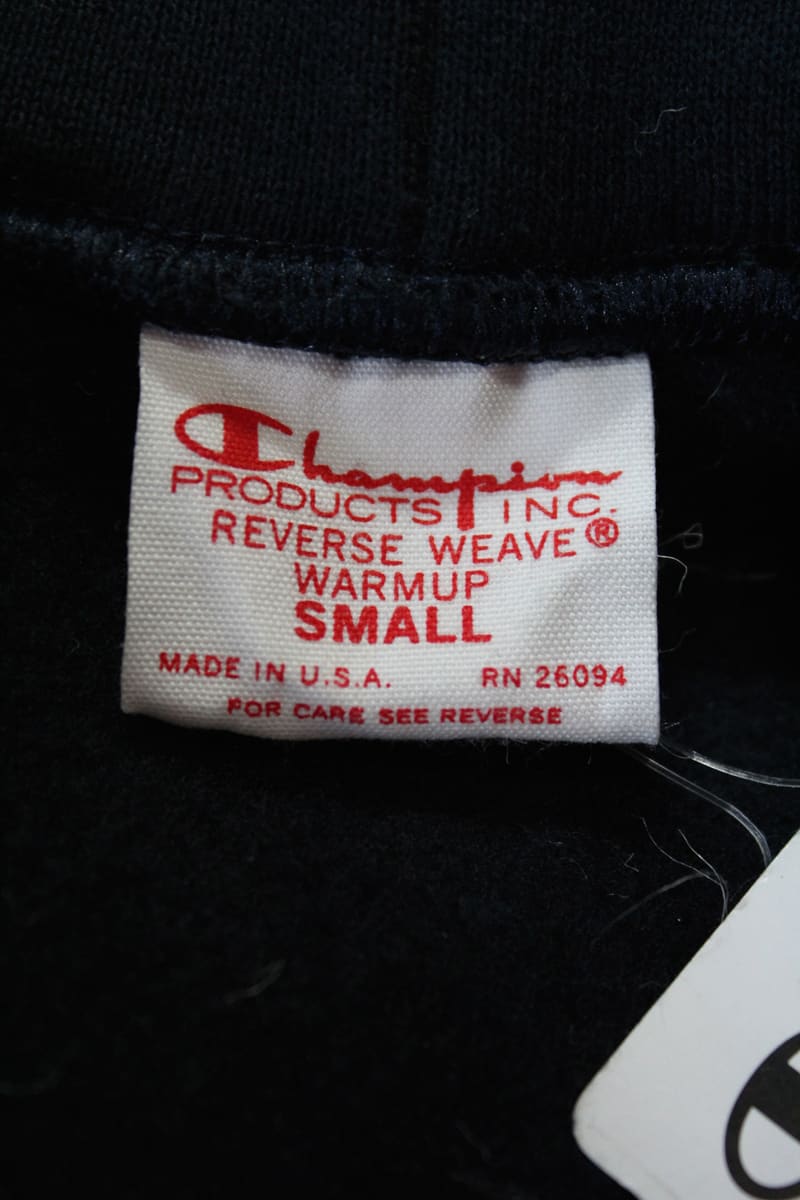 Champion
PRODUCTS INC.
REVERSE WEAVE®
WARMUP
SMALL
MADE IN U.S.A. RN 26094
FOR CARE SEE REVERSE